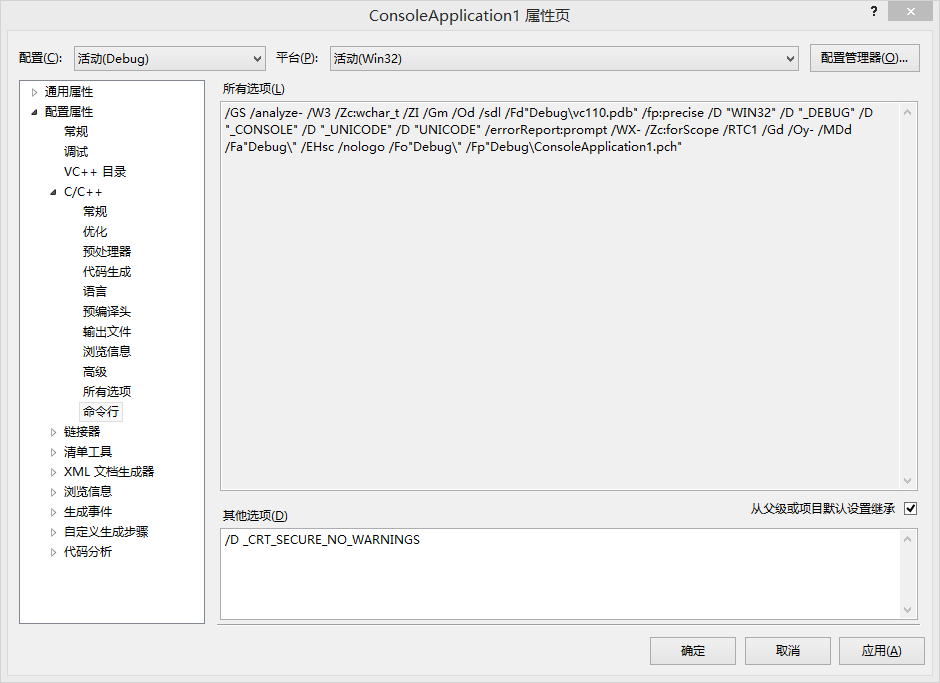 ConsoleApplication1 属性页
?
配置(C):
活动(Debug)
平台(P):
活动(Win32)
配置管理器(O)...
通用属性
配置属性
常规
调试
VC++ 目录
C/C++
常规
优化
预处理器
代码生成
语言
预编译头
输出文件
浏览信息
高级
所有选项
命令行
链接器
清单工具
XML 文档生成器
浏览信息
生成事件
自定义生成步骤
代码分析
所有选项(L)
/GS /analyze- /W3 /Zc:wchar_t /ZI /Gm /Od /sdl /Fd"Debug\vc110.pdb" /fp:precise /D "WIN32" /D "_DEBUG" /D
"_CONSOLE" /D "_UNICODE" /D "UNICODE" /errorReport:prompt /WX- /Zc:forScope /RTC1 /Gd /Oy- /MDd
/Fa"Debug\" /EHsc /nologo /Fo"Debug\" /Fp"Debug\ConsoleApplication1.pch"
从父级或项目默认设置继承
其他选项(D)
/D _CRT_SECURE_NO_WARNINGS
确定
取消
应用(A)